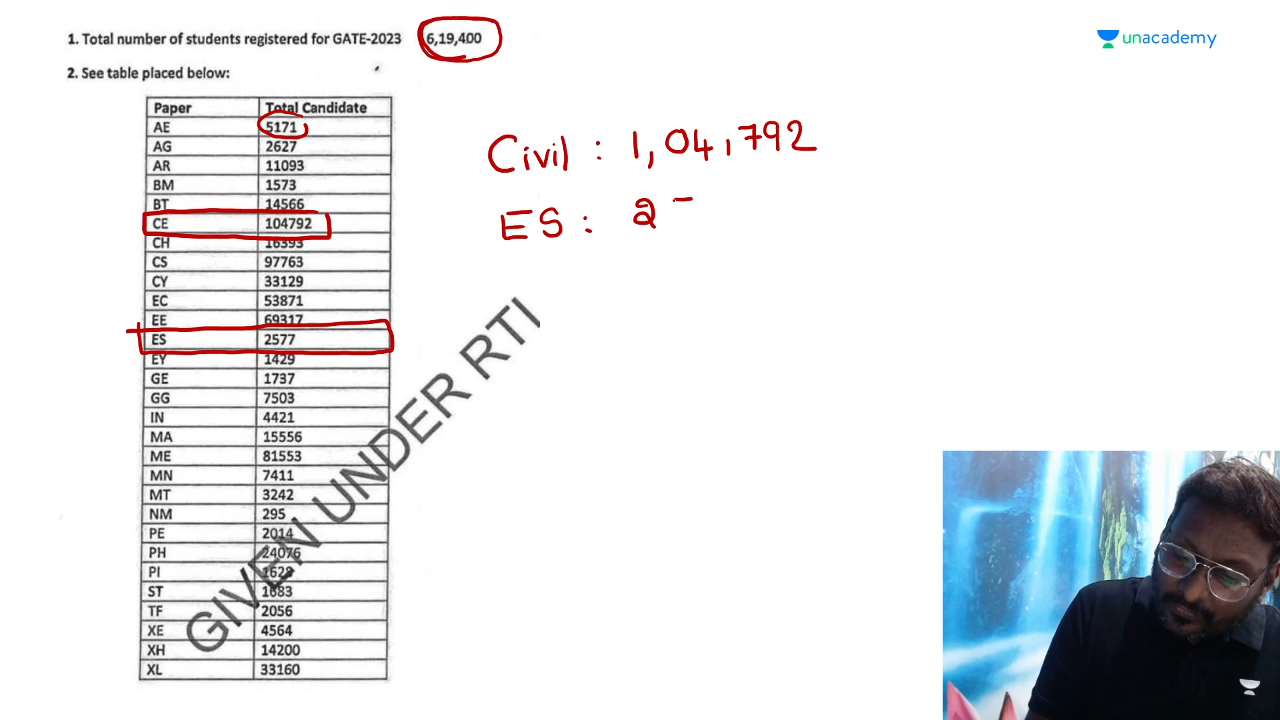 1. Total number of students registered for GATE-2023 6,19,400
unacademy
2. See table placed below:
Paper Total Candidate
AE 5171
AG 2627
AR 11093
BM 1573
BT 14566
CE 104792
CH 16393
CS 97763
CY 33129
EC 53871
EE 69317
ES 2577
EY 1429
GE 1737
GG 7503
IN 4421
MA 15556
ME 81553
MN 7411
MT 3242
NM 295
PE 2014
PH 24076
PI 1628
ST 1683
TF 2056
XE 4564
XH 14200
XL 33160
GIVEN UNDER RTI
Civil : 1,04,792
ES : 2